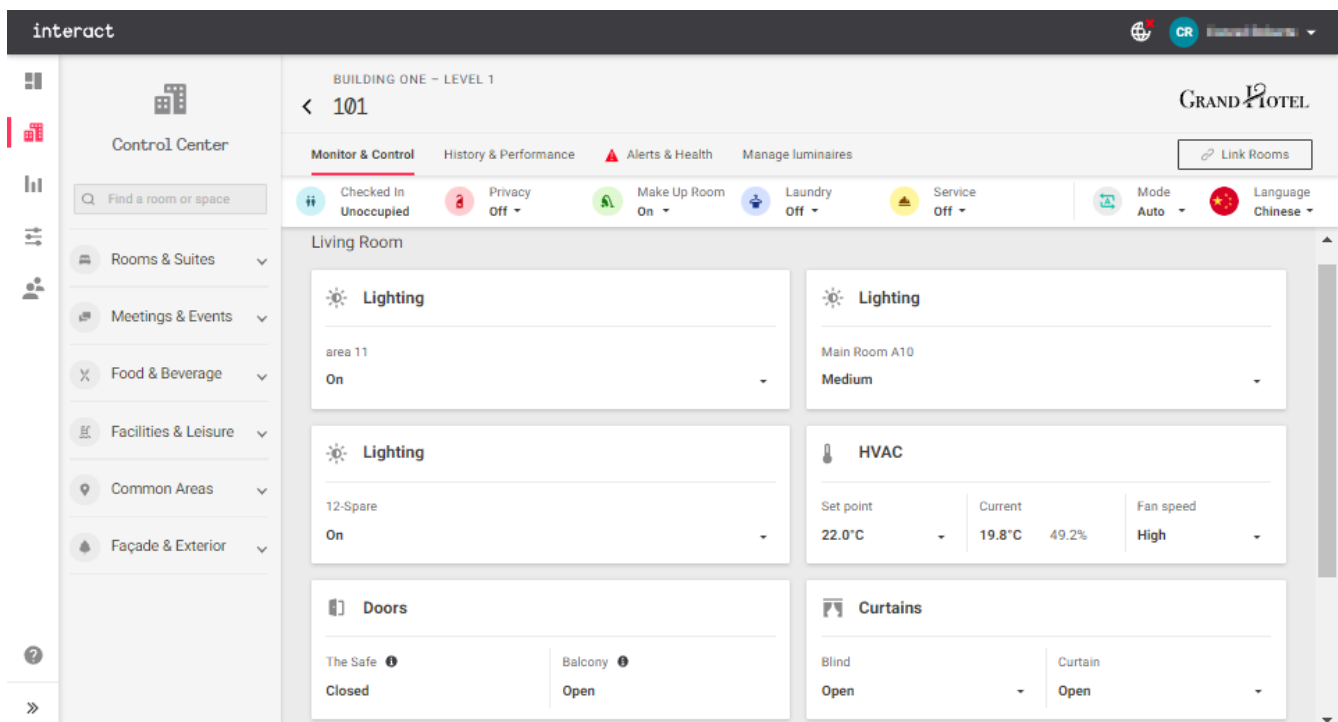 interact
CR
BUILDING ONE – LEVEL 1
101
GRAND HOTEL
Control Center
Find a room or space
Rooms & Suites
Meetings & Events
Food & Beverage
Facilities & Leisure
Common Areas
Façade & Exterior
Monitor & Control History & Performance Alerts & Health Manage luminaires Link Rooms
Checked In Privacy Make Up Room Laundry Service Mode Language
Unoccupied Off On Off Off Auto Chinese
Living Room
Lighting
area 11
On
Lighting
Main Room A10
Medium
Lighting
12-Spare
On
HVAC
Set point Current Fan speed
22.0°C 19.8°C 49.2% High
Doors
The Safe Balcony
Closed Open
Curtains
Blind Curtain
Open Open